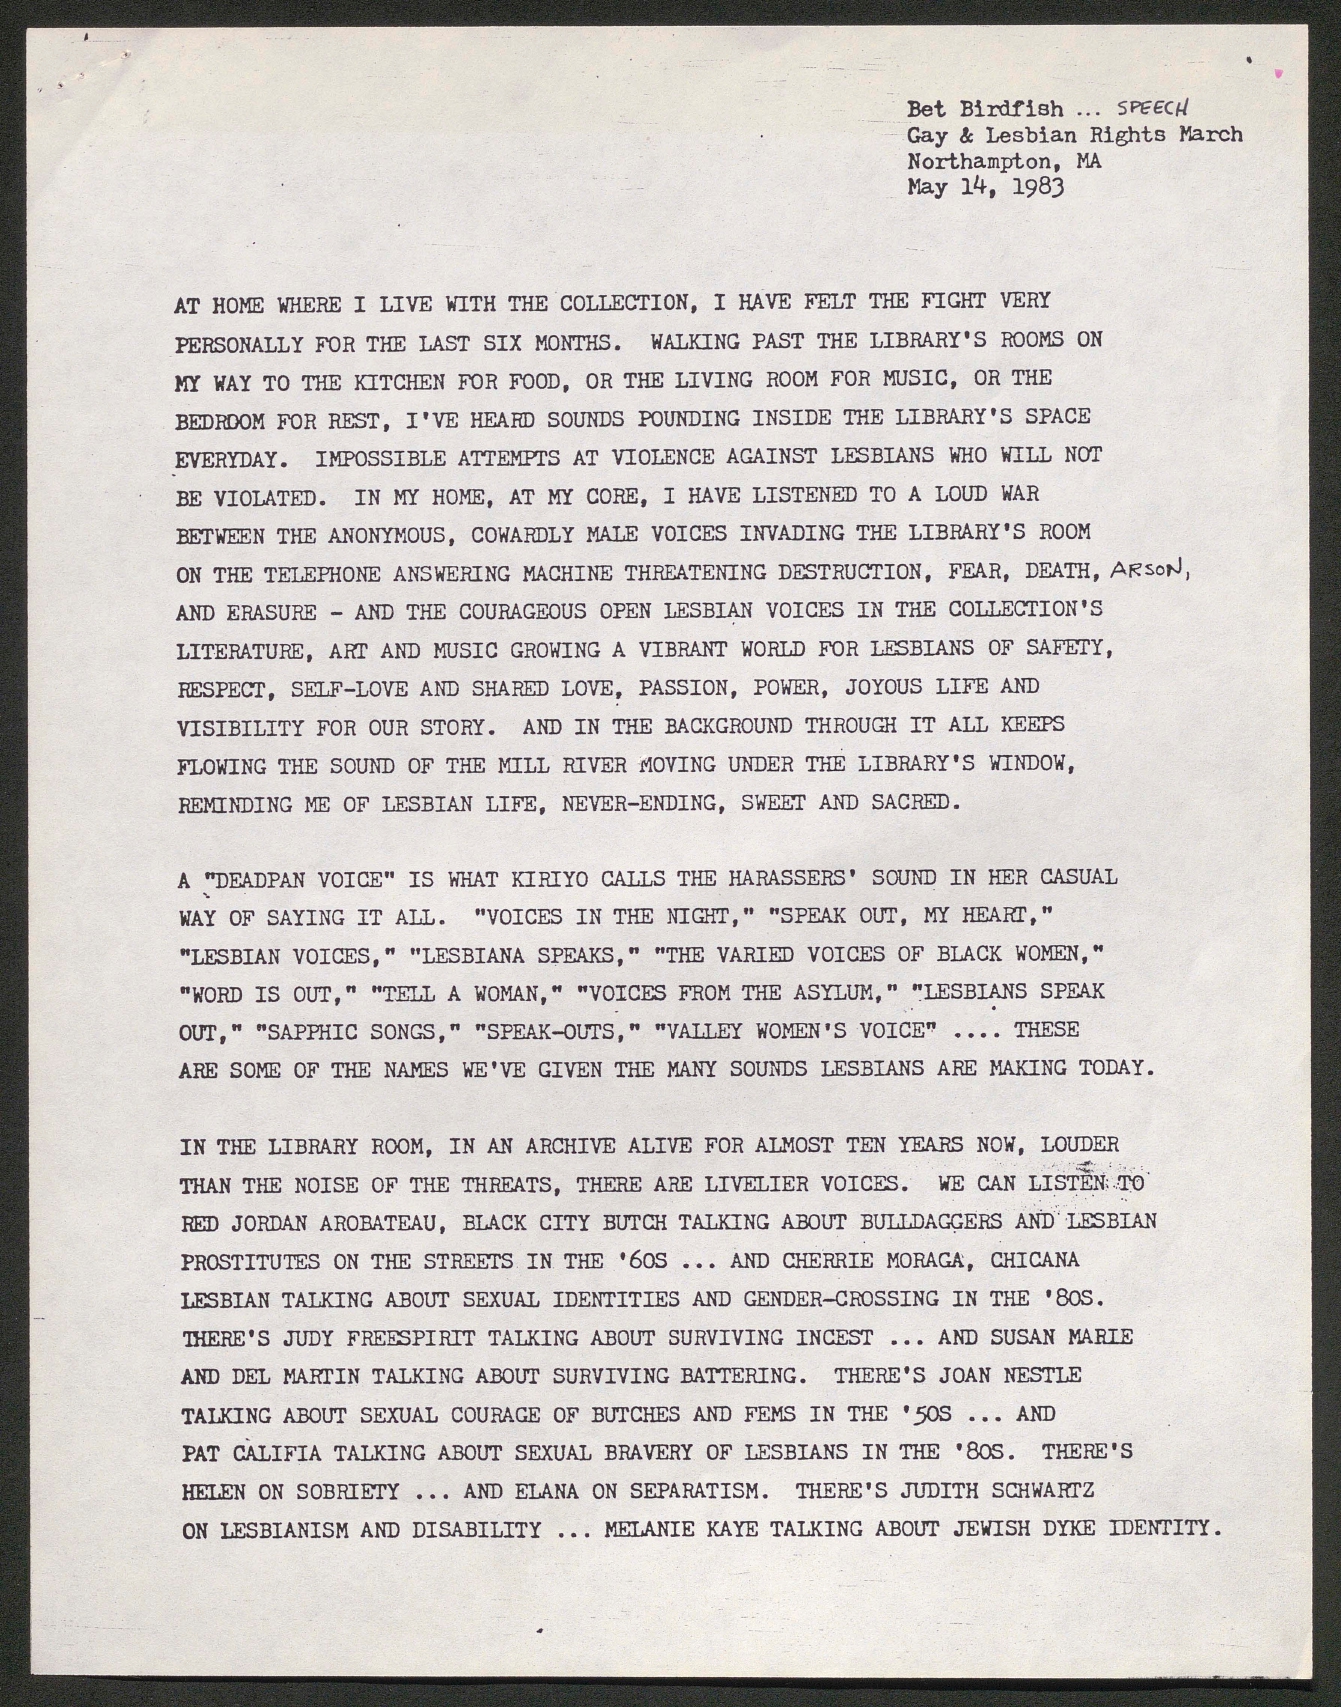 Bet Birdfish ... SPEECH
Gay & Lesbian Rights March
Northampton, MA
May 14, 1983
AT HOME WHERE I LIVE WITH THE COLLECTION, I HAVE FELT THE FIGHT VERY
PERSONALLY FOR THE LAST SIX MONTHS. WALKING PAST THE LIBRARY'S ROOMS ON
MY WAY TO THE KITCHEN FOR FOOD, OR THE LIVING ROOM FOR MUSIC, OR THE
BEDROOM FOR REST, I'VE HEARD SOUNDS POUNDING INSIDE THE LIBRARY'S SPACE
EVERYDAY. IMPOSSIBLE ATTEMPTS AT VIOLENCE AGAINST LESBIANS WHO WILL NOT
BE VIOLATED. IN MY HOME, AT MY CORE, I HAVE LISTENED TO A LOUD WAR
BETWEEN THE ANONYMOUS, COWARDLY MALE VOICES INVADING THE LIBRARY'S ROOM
ON THE TELEPHONE ANSWERING MACHINE THREATENING DESTRUCTION, FEAR, DEATH, ARSON,
AND ERASURE - AND THE COURAGEOUS OPEN LESBIAN VOICES IN THE COLLECTION'S
LITERATURE, ART AND MUSIC GROWING A VIBRANT WORLD FOR LESBIANS OF SAFETY,
RESPECT, SELF-LOVE AND SHARED LOVE, PASSION, POWER, JOYOUS LIFE AND
VISIBILITY FOR OUR STORY. AND IN THE BACKGROUND THROUGH IT ALL KEEPS
FLOWING THE SOUND OF THE MILL RIVER MOVING UNDER THE LIBRARY'S WINDOW,
REMINDING ME OF LESBIAN LIFE, NEVER-ENDING, SWEET AND SACRED.
A "DEADPAN VOICE" IS WHAT KIRIYO CALLS THE HARASSERS' SOUND IN HER CASUAL
WAY OF SAYING IT ALL. "VOICES IN THE NIGHT," "SPEAK OUT, MY HEART,"
"LESBIAN VOICES," "LESBIANA SPEAKS," "THE VARIED VOICES OF BLACK WOMEN,"
"WORD IS OUT," "TELL A WOMAN," "VOICES FROM THE ASYLUM," "LESBIANS SPEAK
OUT," "SAPPHIC SONGS," "SPEAK-OUTS," "VALLEY WOMEN'S VOICE" .... THESE
ARE SOME OF THE NAMES WE'VE GIVEN THE MANY SOUNDS LESBIANS ARE MAKING TODAY.
IN THE LIBRARY ROOM, IN AN ARCHIVE ALIVE FOR ALMOST TEN YEARS NOW, LOUDER
THAN THE NOISE OF THE THREATS, THERE ARE LIVELIER VOICES. WE CAN LISTEN TO
RED JORDAN AROBATEAU, BLACK CITY BUTCH TALKING ABOUT BULLDAGGERS AND LESBIAN
PROSTITUTES ON THE STREETS IN THE '60S ... AND CHERRIE MORAGA, CHICANA
LESBIAN TALKING ABOUT SEXUAL IDENTITIES AND GENDER-CROSSING IN THE '80S.
THERE'S JUDY FREESPIRIT TALKING ABOUT SURVIVING INCEST ... AND SUSAN MARIE
AND DEL MARTIN TALKING ABOUT SURVIVING BATTERING. THERE'S JOAN NESTLE
TALKING ABOUT SEXUAL COURAGE OF BUTCHES AND FEMS IN THE '50S ... AND
PAT CALIFIA TALKING ABOUT SEXUAL BRAVERY OF LESBIANS IN THE '80S. THERE'S
HELEN ON SOBRIETY ... AND ELANA ON SEPARATISM. THERE'S JUDITH SCHWARTZ
ON LESBIANISM AND DISABILITY ... MELANIE KAYE TALKING ABOUT JEWISH DYKE IDENTITY.